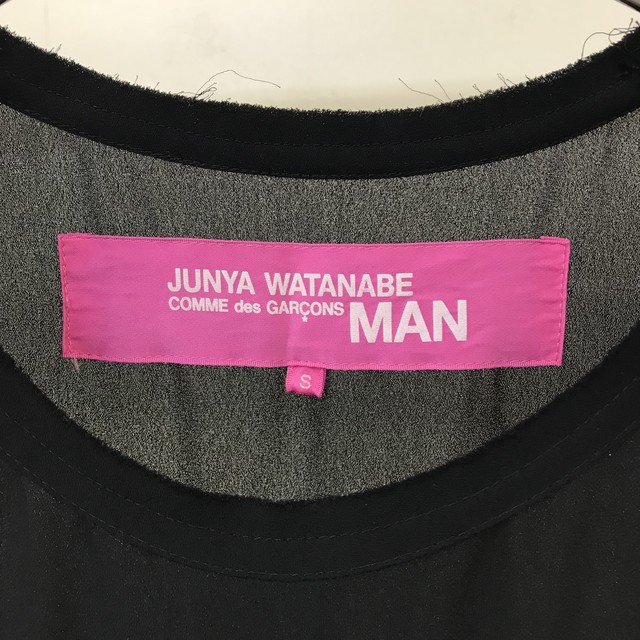 JUNYA WATANABE
COMME des GARÇONS MAN
*
S